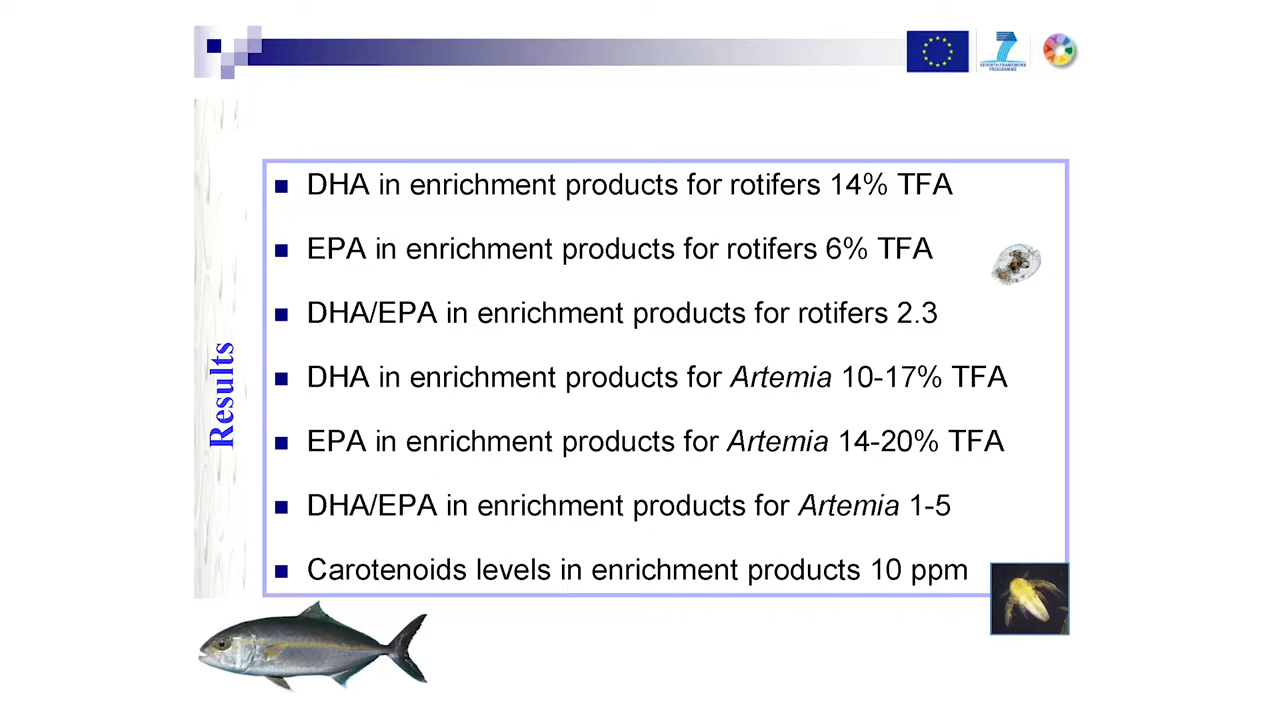 SEVENTH FRAMEWORK
PROGRAMME
DHA in enrichment products for rotifers 14% TFA
EPA in enrichment products for rotifers 6% TFA
DHA/EPA in enrichment products for rotifers 2.3
DHA in enrichment products for Artemia 10-17% TFA
EPA in enrichment products for Artemia 14-20% TFA
DHA/EPA in enrichment products for Artemia 1-5
Carotenoids levels in enrichment products 10 ppm
Results